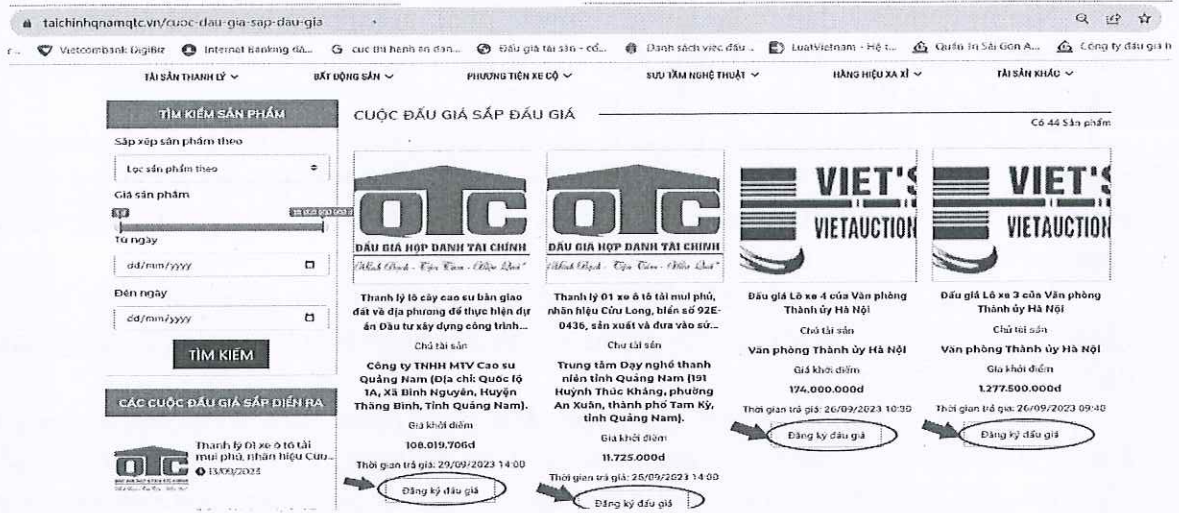 taichinhqnamqtc.vn/cuoc-dau-gia-sap-dau-gia
Vietcombank DigiBiz
Internet Banking dà...
cuc thi hanh an dan...
Đấu giá tài sản - cổ...
Danh sách việc đấu...
LuatVietnam - Hệ t...
Quán Tri Sài Gòn A...
Công ty đấu giá h
TÀI SẢN THANH LÝ
BẤT ĐỘNG SẢN
PHƯƠNG TIỆN XE CỘ
SƯU TẦM NGHỆ THUẬT
HÀNG HIỆU XA XỈ
TÀI SẢN KHÁC
TÌM KIẾM SẢN PHẨM
Sắp xếp sản phẩm theo
Lọc sản phẩm theo
Giá sản phẩm
Từ ngày
dd/mm/yyyy
Đến ngày
dd/mm/yyyy
TÌM KIẾM
CÁC CUỘC ĐẤU GIÁ SẮP DIỄN RA
QTC
Thanh lý 01 xe ô tô tải
mui phủ, nhãn hiệu Cửu...
13/09/2023
CUỘC ĐẤU GIÁ SẮP ĐẤU GIÁ
Có 44 Sản phẩm
QTC
ĐẤU GIÁ HỢP DANH TÀI CHÍNH
Thanh lý lô cây cao su bàn giao
đất về địa phương để thực hiện dự
án Đầu tư xây dựng công trình...
Chủ tài sản
Công ty TNHH MTV Cao su
Quảng Nam (Địa chỉ: Quốc lộ
1A, Xã Bình Nguyên, Huyện
Thăng Bình, Tỉnh Quảng Nam).
Giá khởi điểm
108.019.706đ
Thời gian trả giá: 29/09/2023 14:00
Đăng ký đấu giá
QTC
ĐẤU GIÁ HỢP DANH TÀI CHÍNH
Thanh lý 01 xe ô tô tải mui phủ,
nhãn hiệu Cửu Long, biển số 92E-
0436, sản xuất và đưa vào sử...
Chủ tài sản
Trung tâm Dạy nghề thanh
niên tỉnh Quảng Nam (191
Huỳnh Thúc Kháng, phường
An Xuân, thành phố Tam Kỳ,
tỉnh Quảng Nam).
Giá khởi điểm
11.725.000đ
Thời gian trả giá: 25/09/2023 14:00
Đăng ký đấu giá
VIET'S
VIETAUCTION
Đấu giá Lô xe 4 của Văn phòng
Thành ủy Hà Nội
Chủ tài sản
Văn phòng Thành ủy Hà Nội
Giá khởi điểm
174.000.000đ
Thời gian trả giá: 26/09/2023 10:30
Đăng ký đấu giá
VIET'S
VIETAUCTION
Đấu giá Lô xe 3 của Văn phòng
Thành ủy Hà Nội
Chủ tài sản
Văn phòng Thành ủy Hà Nội
Giá khởi điểm
1.277.500.000đ
Thời gian trả giá: 26/09/2023 09:40
Đăng ký đấu giá